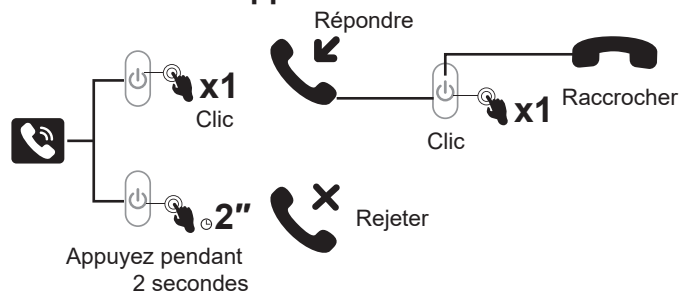 Répondre
x1
Clic
x1
Raccrocher
Clic
2"
Rejeter
Appuyez pendant
2 secondes